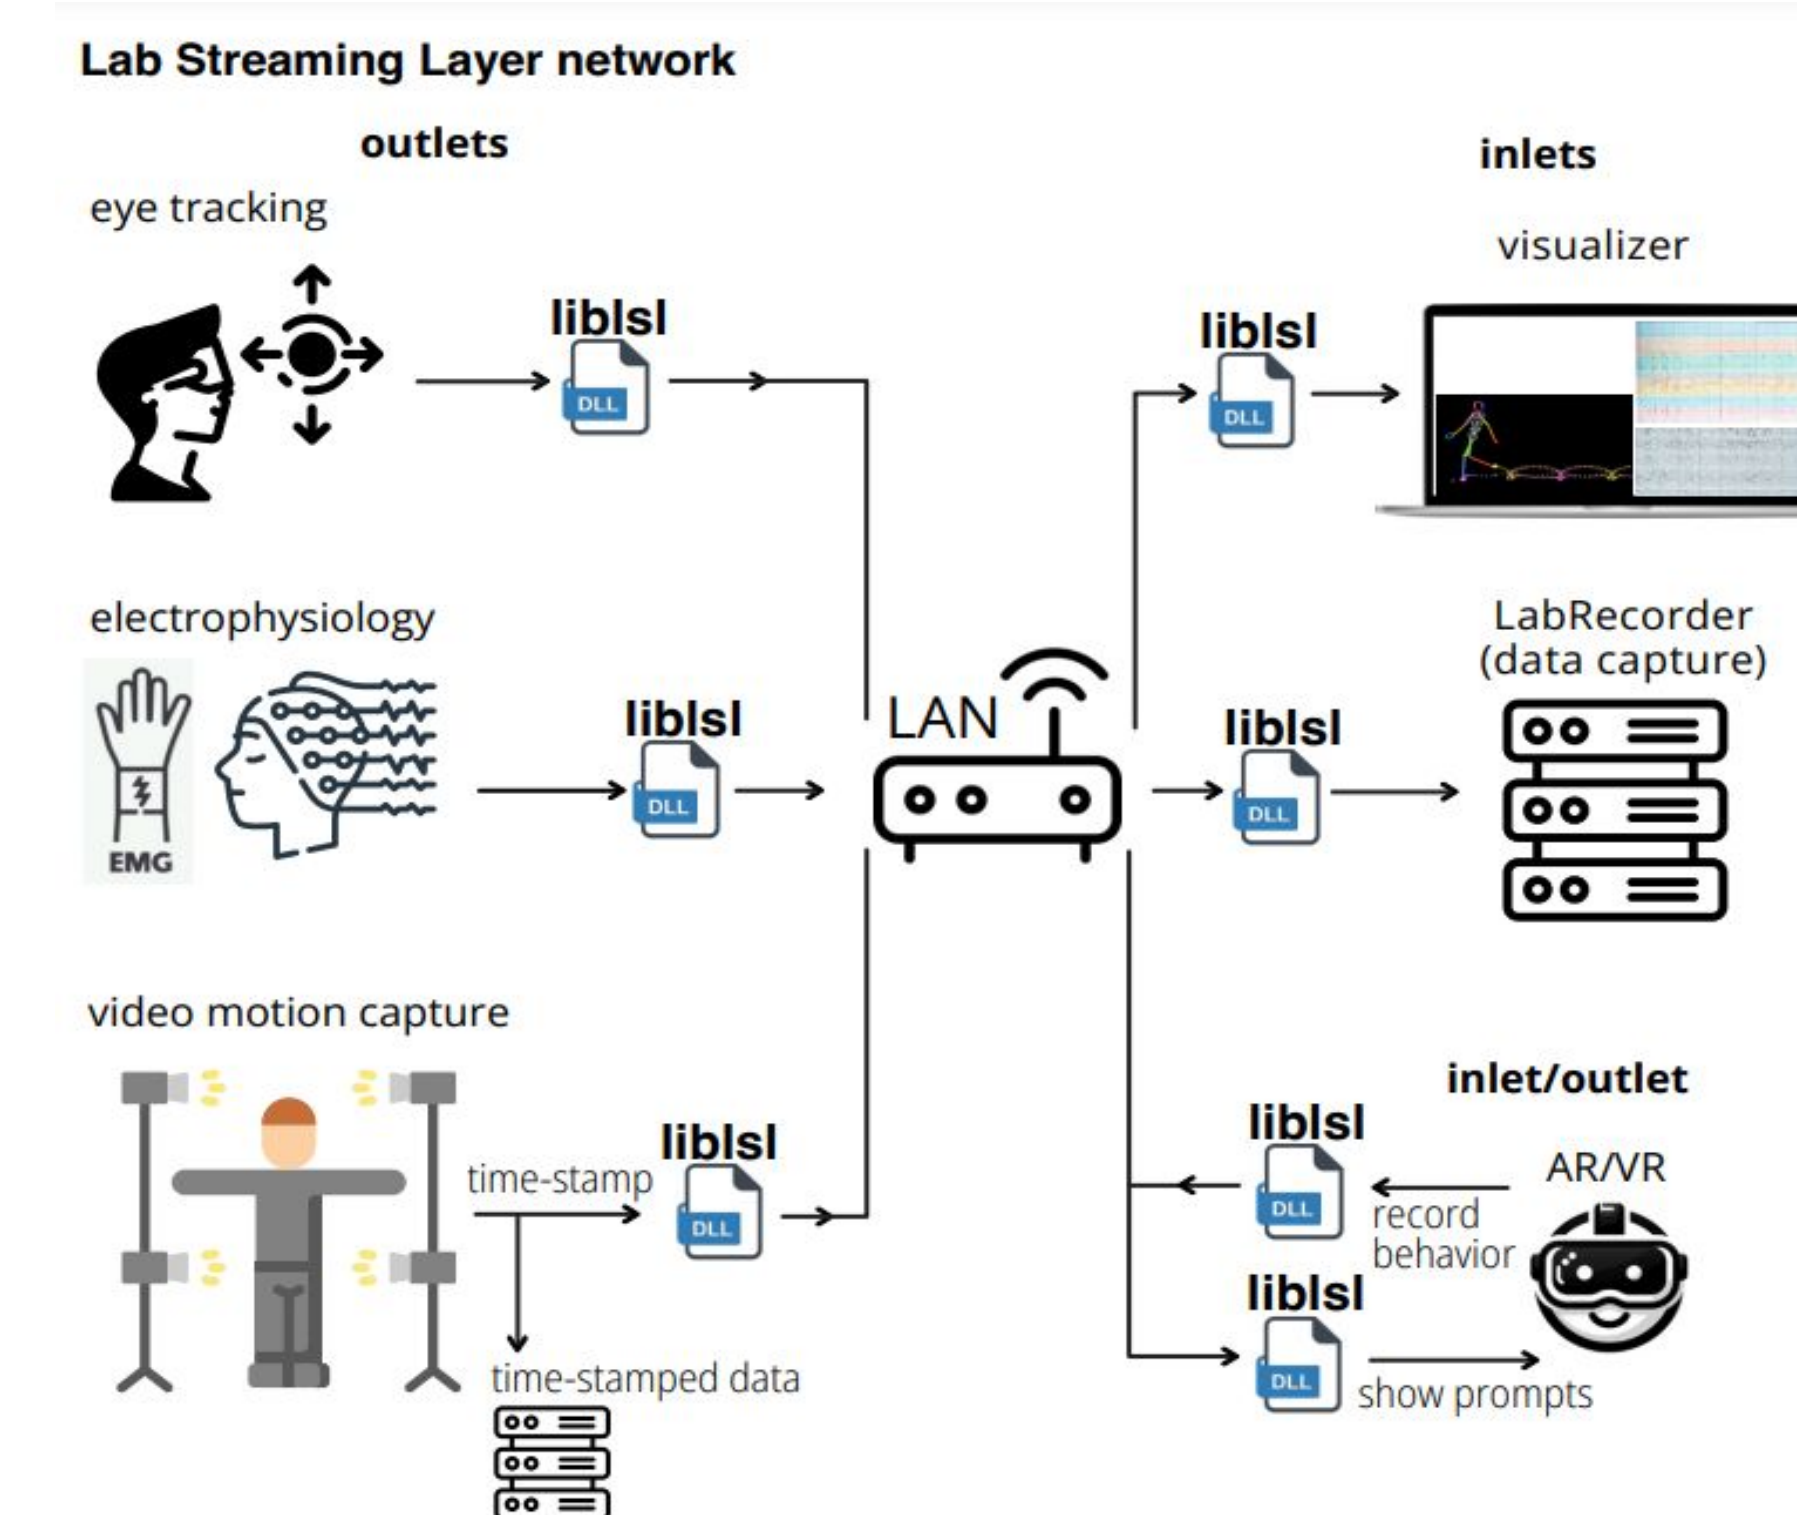 Lab Streaming Layer network
outlets
inlets
eye tracking
visualizer
liblsl
DLL
liblsl
DLL
electrophysiology
EMG
liblsl
DLL
LAN
liblsl
DLL
LabRecorder
(data capture)
video motion capture
time-stamp
liblsl
DLL
time-stamped data
inlet/outlet
liblsl
DLL
AR/VR
record
behavior
liblsl
DLL
show prompts